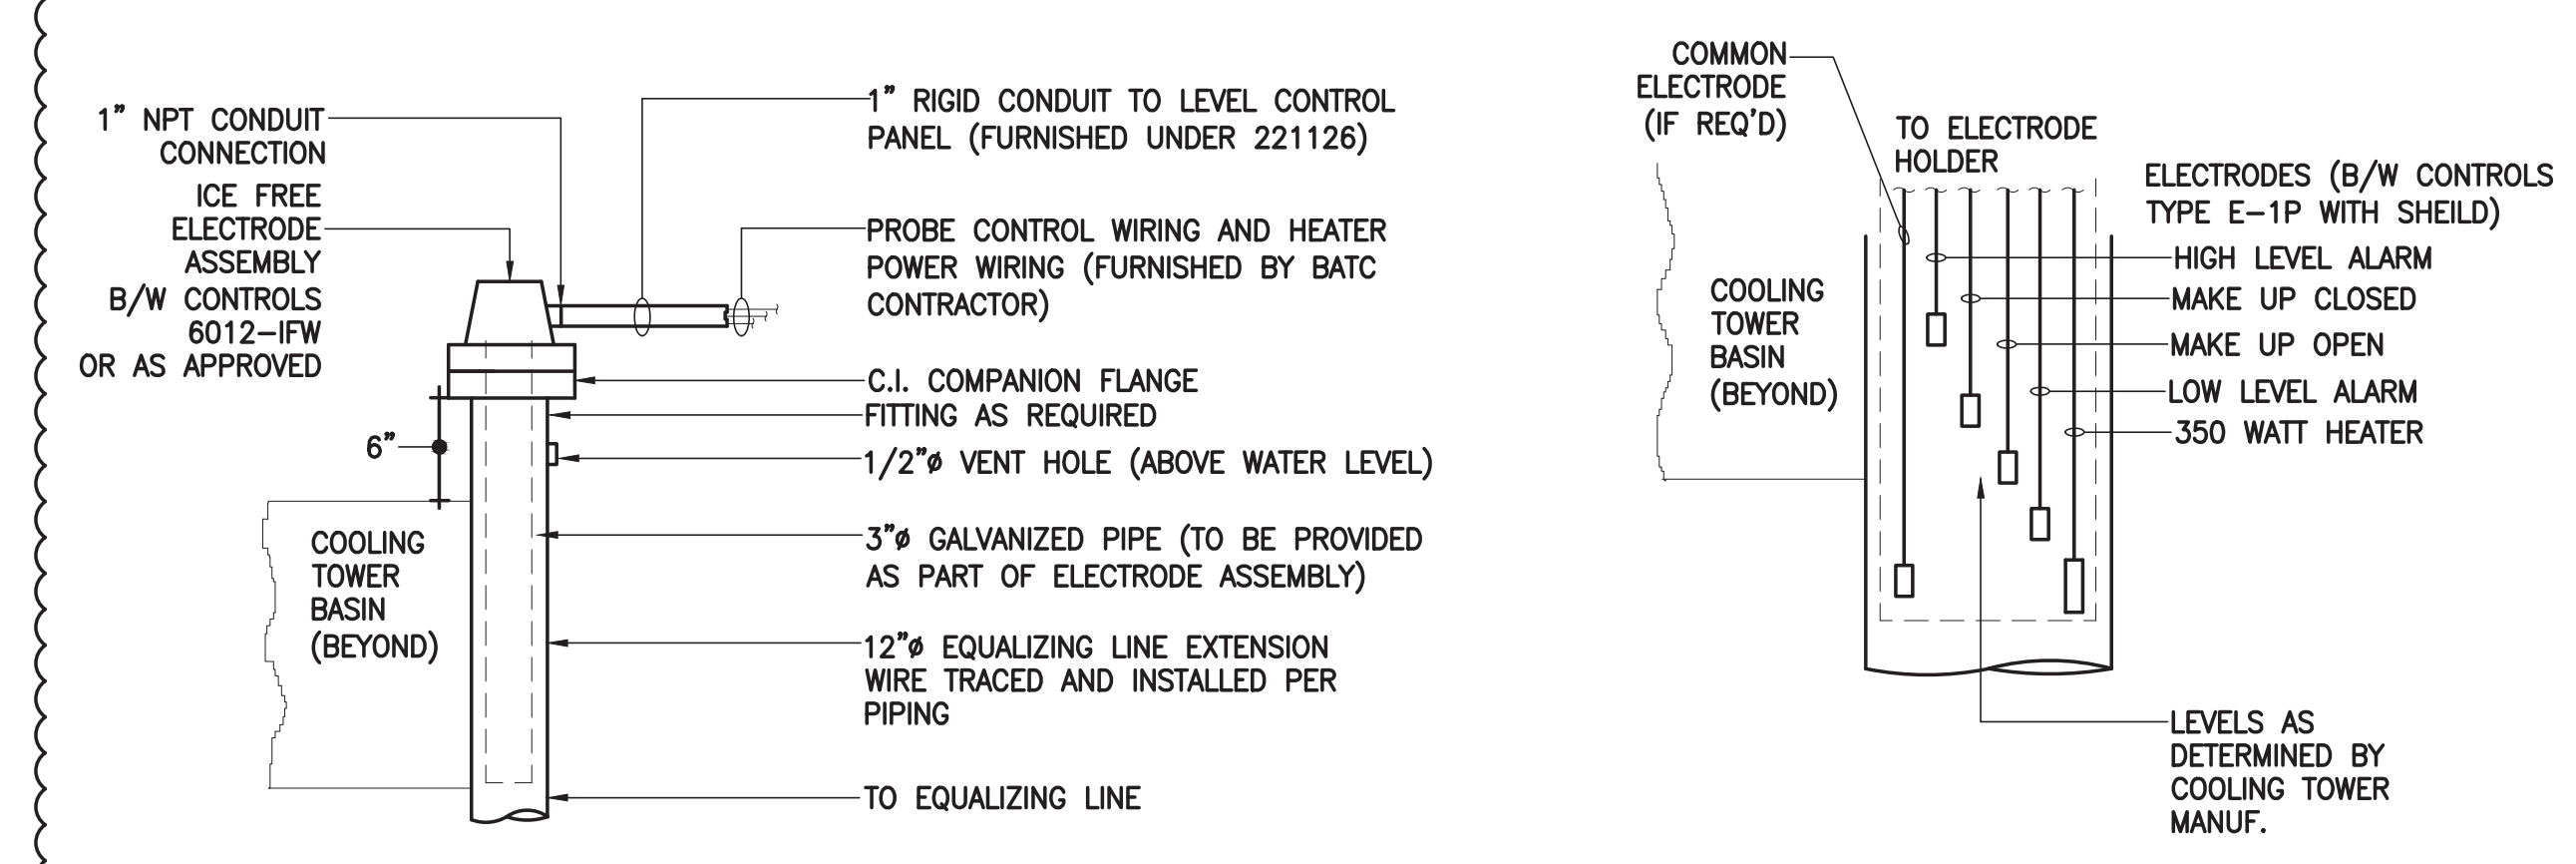 1” NPT CONDUIT
CONNECTION
ICE FREE
ELECTRODE
ASSEMBLY
B/W CONTROLS
6012-IFW
OR AS APPROVED
6”
COOLING
TOWER
BASIN
(BEYOND)
1” RIGID CONDUIT TO LEVEL CONTROL
PANEL (FURNISHED UNDER 221126)
PROBE CONTROL WIRING AND HEATER
POWER WIRING (FURNISHED BY BATC
CONTRACTOR)
C.I. COMPANION FLANGE
FITTING AS REQUIRED
1/2”ø VENT HOLE (ABOVE WATER LEVEL)
3”ø GALVANIZED PIPE (TO BE PROVIDED
AS PART OF ELECTRODE ASSEMBLY)
12”ø EQUALIZING LINE EXTENSION
WIRE TRACED AND INSTALLED PER
PIPING
TO EQUALIZING LINE
COMMON
ELECTRODE
(IF REQ’D)
TO ELECTRODE
HOLDER
COOLING
TOWER
BASIN
(BEYOND)
ELECTRODES (B/W CONTROLS
TYPE E-1P WITH SHEILD)
HIGH LEVEL ALARM
MAKE UP CLOSED
MAKE UP OPEN
LOW LEVEL ALARM
350 WATT HEATER
LEVELS AS
DETERMINED BY
COOLING TOWER
MANUF.